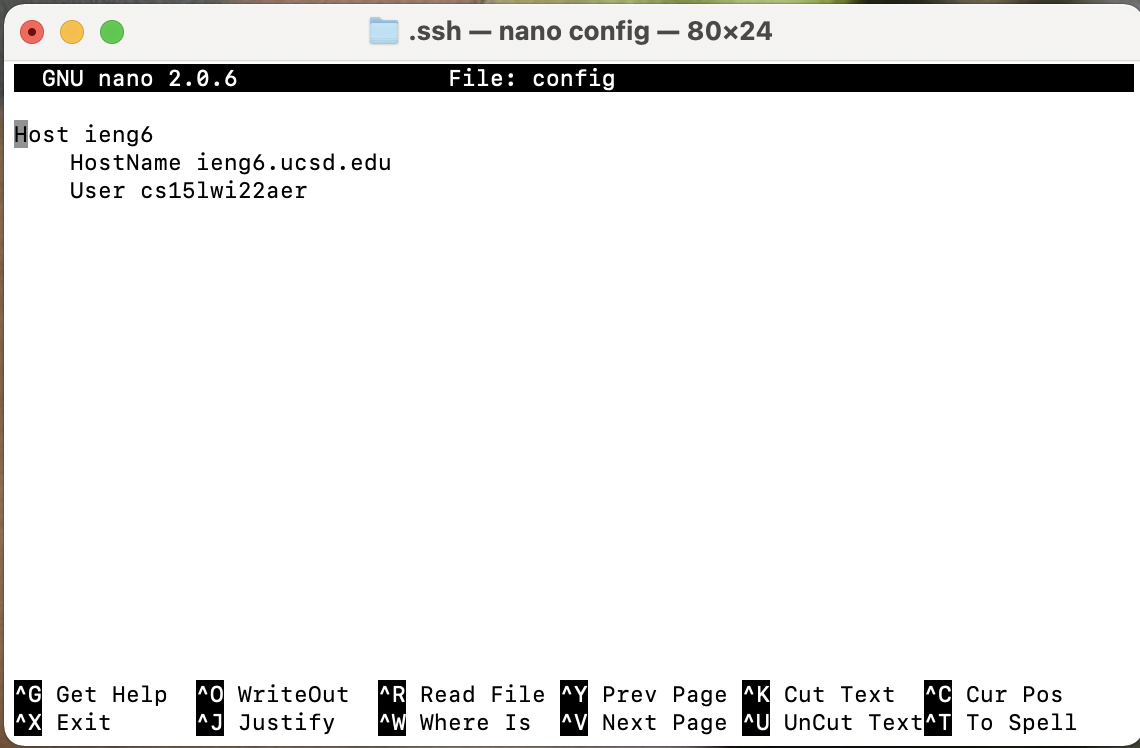 .ssh — nano config — 80×24
GNU nano 2.0.6 File: config
Host ieng6
    HostName ieng6.ucsd.edu
    User cs15lwi22aer
^G Get Help ^O WriteOut ^R Read File ^Y Prev Page ^K Cut Text ^C Cur Pos
^X Exit ^J Justify ^W Where Is ^V Next Page ^U UnCut Text^T To Spell